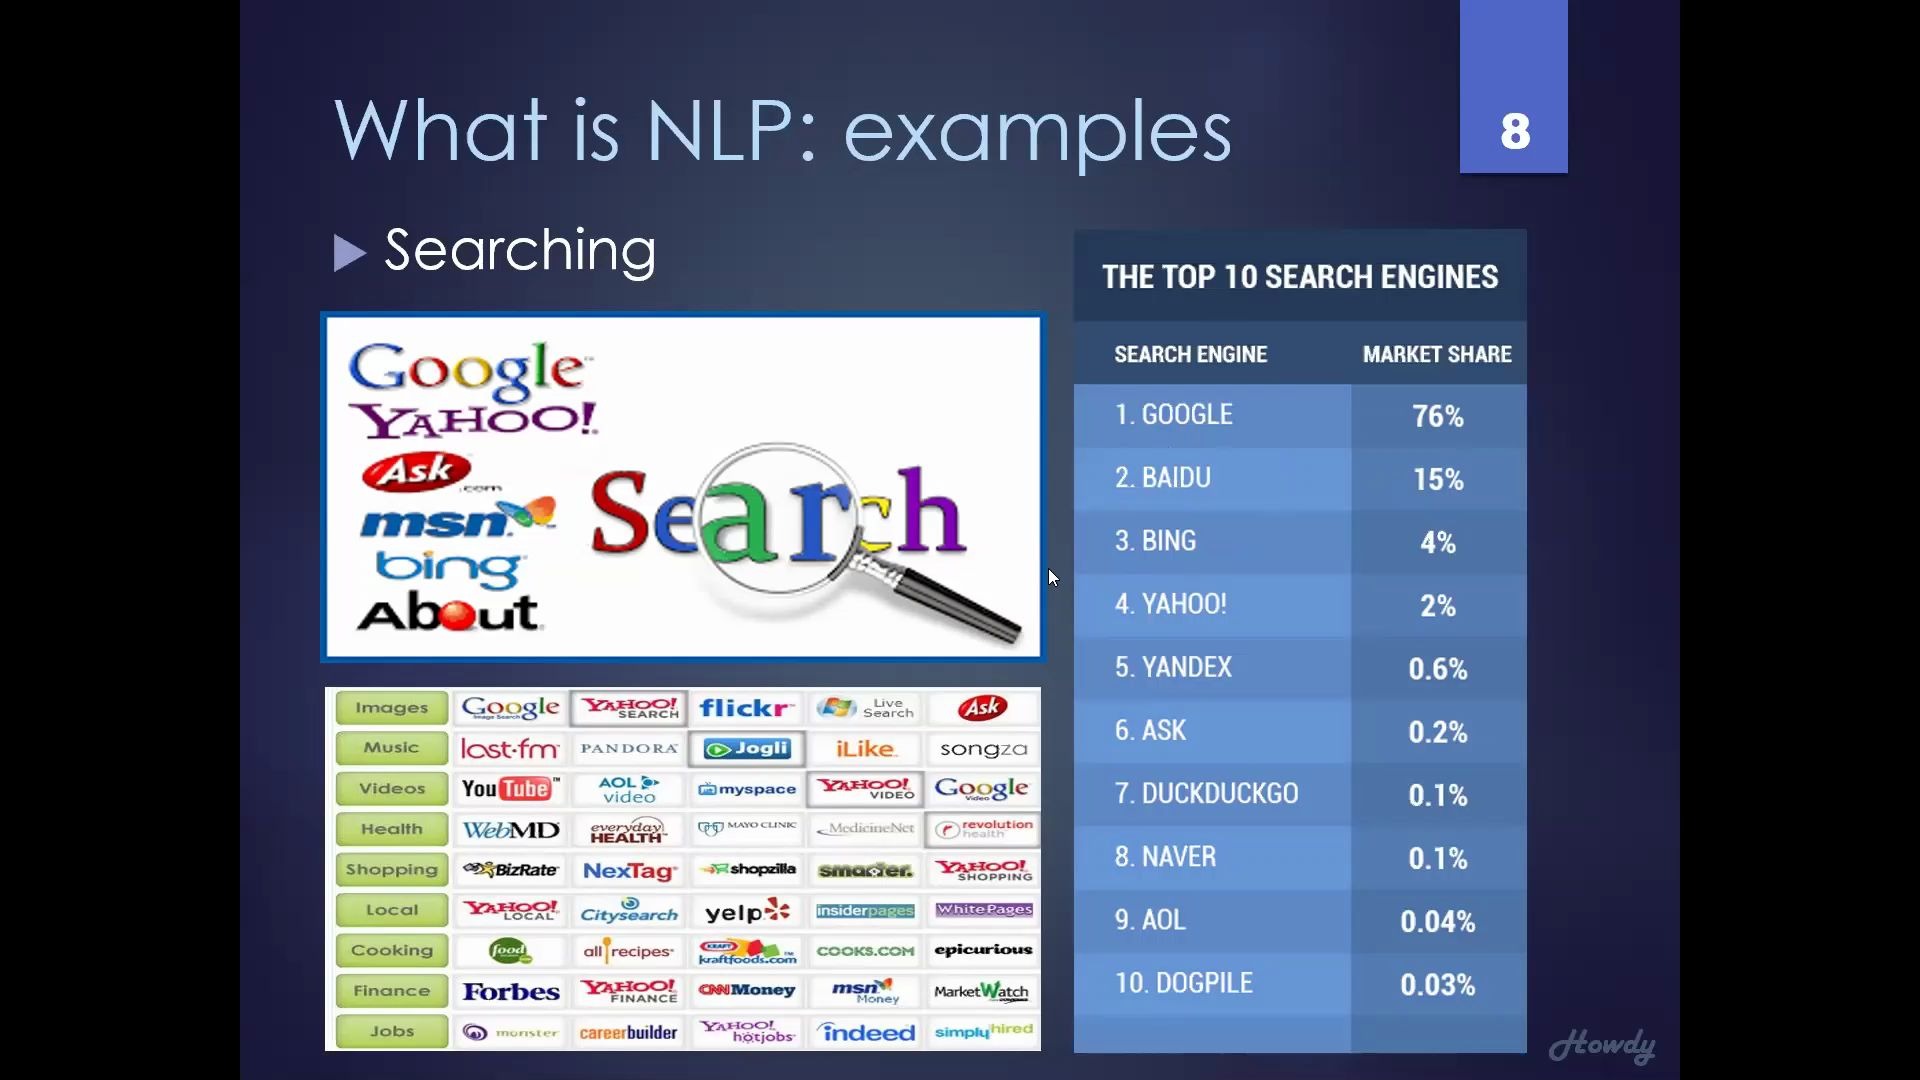 What is NLP: examples
8
Searching
Google
YAHOO!
Ask.com
msn
bing
About
Search
Images Google Image Search YAHOO! SEARCH flickr Live Search Ask
Music last.fm PANDORA Jogli iLike songza
Videos YouTube AOL video myspace YAHOO! VIDEO Google Video
Health WebMD everyday HEALTH MAYO CLINIC MedicineNet revolution health
Shopping BizRate NexTag shopzilla smarter. YAHOO! SHOPPING
Local YAHOO! LOCAL Citysearch yelp insiderpages WhitePages
Cooking food allrecipes KRAFT kraftfoods.com COOKS.COM epicurious
Finance Forbes YAHOO! FINANCE CNNMoney msn Money MarketWatch
Jobs monster careerbuilder YAHOO! hotjobs indeed simplyhired
THE TOP 10 SEARCH ENGINES
SEARCH ENGINE MARKET SHARE
1. GOOGLE 76%
2. BAIDU 15%
3. BING 4%
4. YAHOO! 2%
5. YANDEX 0.6%
6. ASK 0.2%
7. DUCKDUCKGO 0.1%
8. NAVER 0.1%
9. AOL 0.04%
10. DOGPILE 0.03%
Howdy